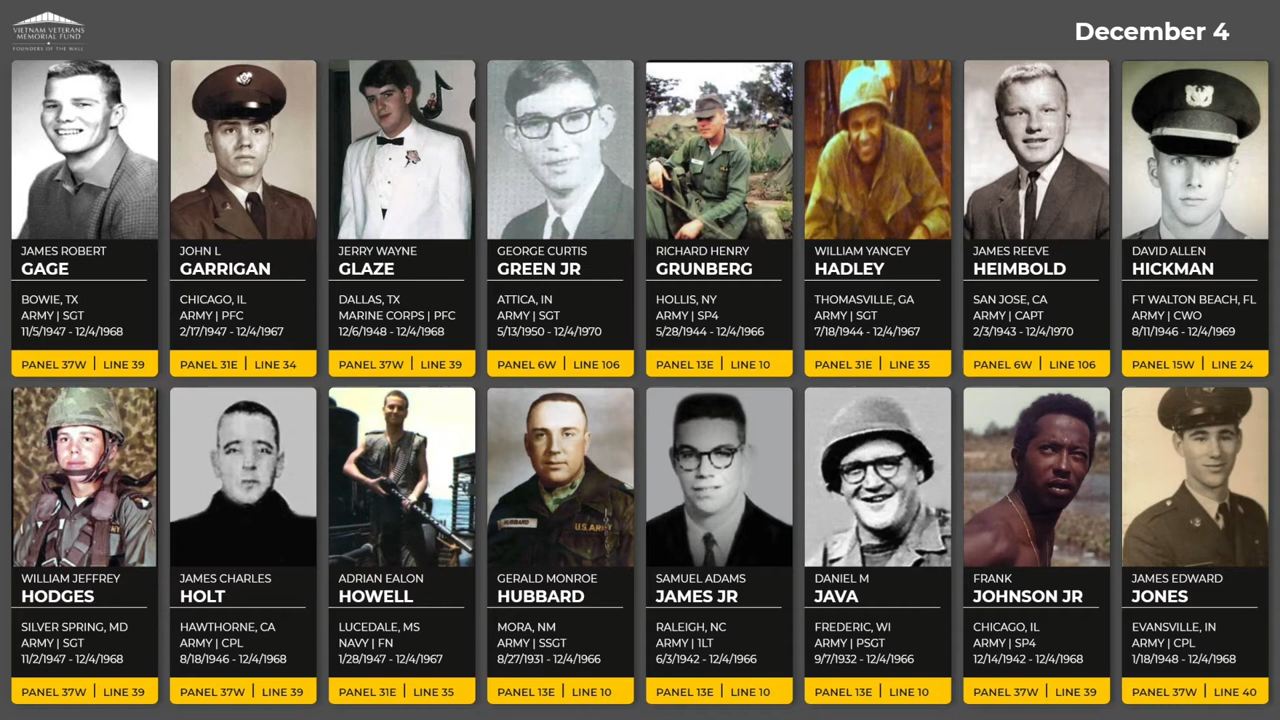 VIETNAM VETERANS
MEMORIAL FUND
FOUNDERS OF THE WALL
December 4
JAMES ROBERT
GAGE
BOWIE, TX
ARMY | SGT
11/5/1947 - 12/4/1968
PANEL 37W | LINE 39
JOHN L
GARRIGAN
CHICAGO, IL
ARMY | PFC
2/17/1947 - 12/4/1967
PANEL 31E | LINE 34
JERRY WAYNE
GLAZE
DALLAS, TX
MARINE CORPS | PFC
12/6/1948 - 12/4/1968
PANEL 37W | LINE 39
GEORGE CURTIS
GREEN JR
ATTICA, IN
ARMY | SGT
5/13/1950 - 12/4/1970
PANEL 6W | LINE 106
RICHARD HENRY
GRUNBERG
HOLLIS, NY
ARMY | SP4
5/28/1944 - 12/4/1966
PANEL 13E | LINE 10
WILLIAM YANCEY
HADLEY
THOMASVILLE, GA
ARMY | SGT
7/18/1944 - 12/4/1967
PANEL 31E | LINE 35
JAMES REEVE
HEIMBOLD
SAN JOSE, CA
ARMY | CAPT
2/3/1943 - 12/4/1970
PANEL 6W | LINE 106
DAVID ALLEN
HICKMAN
FT WALTON BEACH, FL
ARMY | CWO
8/11/1946 - 12/4/1969
PANEL 15W | LINE 24
WILLIAM JEFFREY
HODGES
SILVER SPRING, MD
ARMY | SGT
11/2/1947 - 12/4/1968
PANEL 37W | LINE 39
JAMES CHARLES
HOLT
HAWTHORNE, CA
ARMY | CPL
8/18/1946 - 12/4/1968
PANEL 37W | LINE 39
ADRIAN EALON
HOWELL
LUCEDALE, MS
NAVY | FN
1/28/1947 - 12/4/1967
PANEL 31E | LINE 35
HUBBARD
U.S. ARMY
GERALD MONROE
HUBBARD
MORA, NM
ARMY | SSGT
8/27/1931 - 12/4/1966
PANEL 13E | LINE 10
SAMUEL ADAMS
JAMES JR
RALEIGH, NC
ARMY | 1LT
6/3/1942 - 12/4/1966
PANEL 13E | LINE 10
DANIEL M
JAVA
FREDERIC, WI
ARMY | PSGT
9/7/1932 - 12/4/1966
PANEL 13E | LINE 10
FRANK
JOHNSON JR
CHICAGO, IL
ARMY | SP4
12/14/1942 - 12/4/1968
PANEL 37W | LINE 39
JAMES EDWARD
JONES
EVANSVILLE, IN
ARMY | CPL
1/18/1948 - 12/4/1968
PANEL 37W | LINE 40